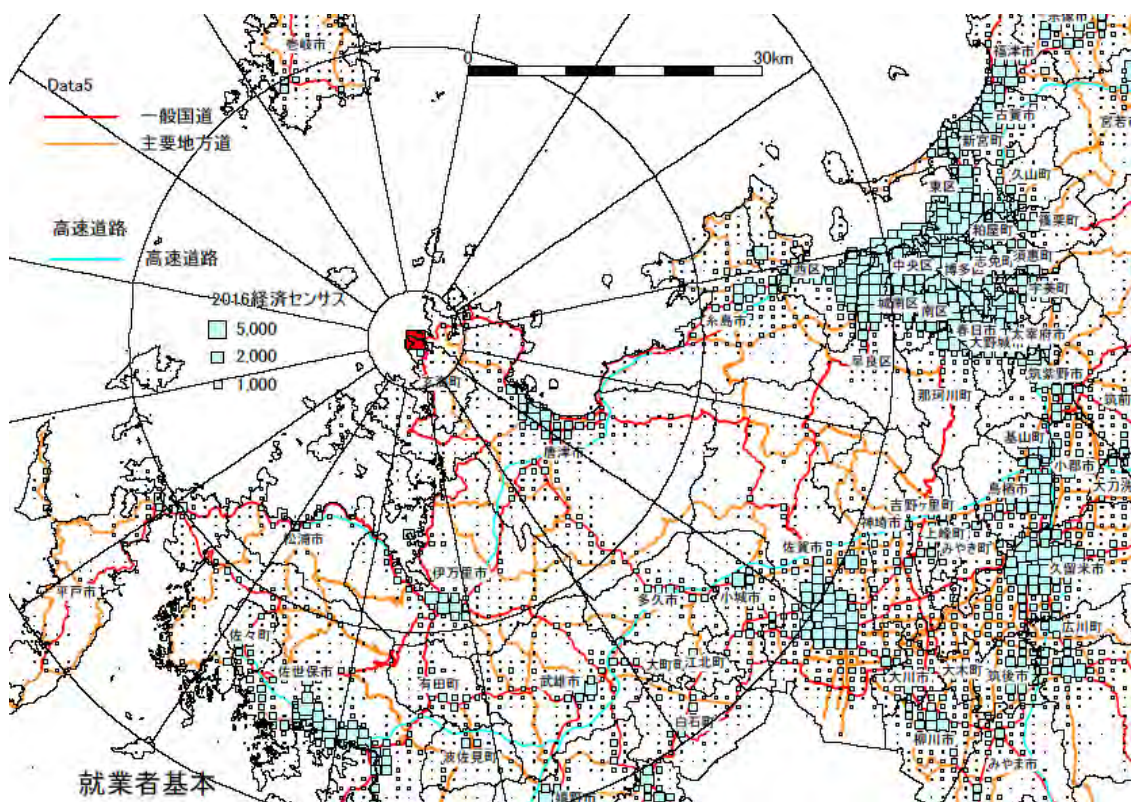 壱岐市
0
30km
Data5
一般国道
主要地方道
高速道路
高速道路
2016経済センサス
5,000
2,000
1,000
福津市
古賀市
新宮町
久山町
東区
篠栗町
粕屋町
須恵町
志免町
宇美町
中央区
西区
城南区
南区
春日市
大宰府市
糸島市
早良区
筑紫野市
那珂川町
基山町
小郡市
鳥栖市
唐津市
吉野ヶ里町
神埼市
上峰町
みやき町
佐賀市
久留米市
松浦市
伊万里市
多久市
小城市
広川町
平戸市
佐々町
佐世保市
有田町
武雄市
大町町
江北町
大川市
大木町
筑後市
白石町
柳川市
波佐見町
みやま市
嬉野市
就業者基本